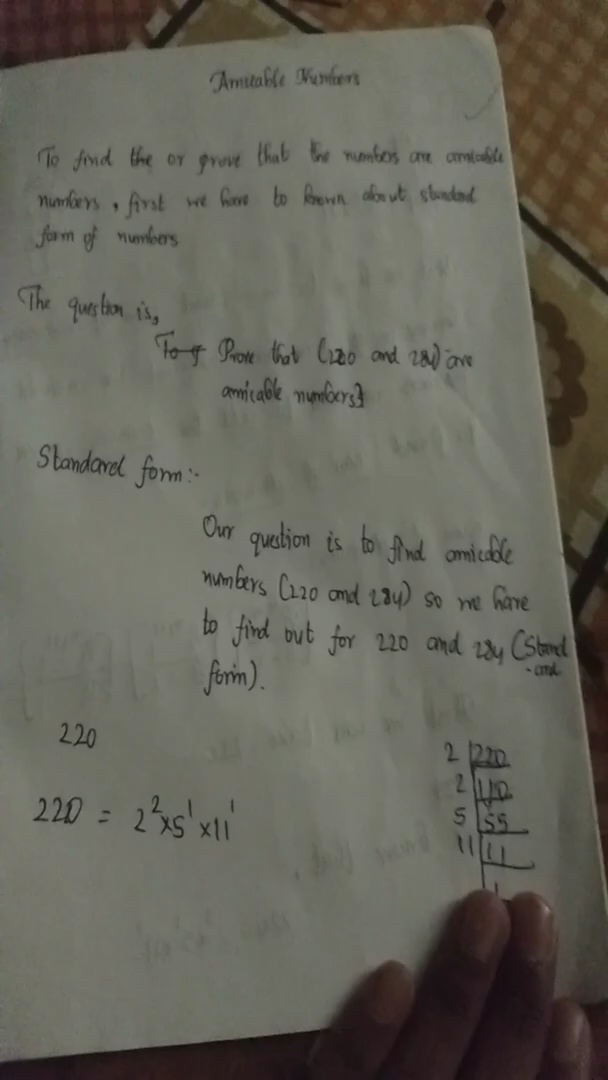 Amicable Numbers
To find the or prove that the numbers are amicable
numbers, first we have to known about standard
form of numbers
The question is,
To Prove that (220 and 284) are
amicable numbers}
Standard form:-
Our question is to find amicable
numbers (220 and 284) so we have
to find out for 220 and 284 (Stand
-ard
form).
220
2 220
2 110
5 55
11 11
1
220 = 2²×5¹×11¹